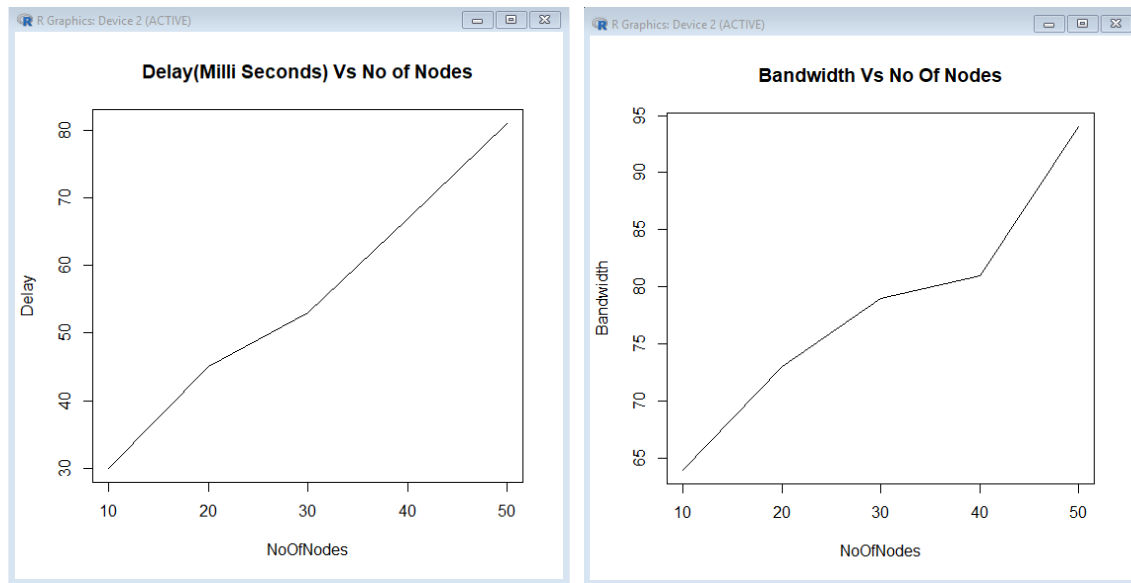 R Graphics: Device 2 (ACTIVE)
Delay(Milli Seconds) Vs No of Nodes
80
70
60
50
40
30
Delay
10 20 30 40 50
NoOfNodes
R Graphics: Device 2 (ACTIVE)
Bandwidth Vs No Of Nodes
95
90
85
80
75
70
65
Bandwidth
10 20 30 40 50
NoOfNodes